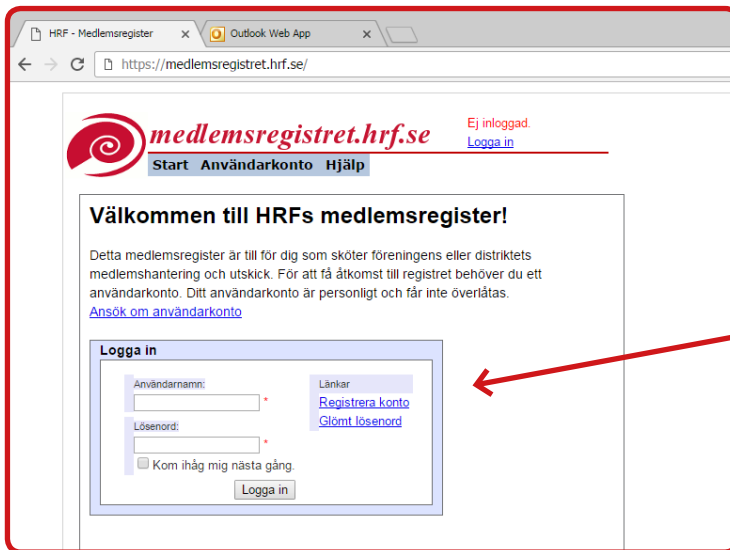 HRF - Medlemsregister
Outlook Web App
https://medlemsregistret.hrf.se/
medlemsregistret.hrf.se
Ej inloggad.
Logga in
Start Användarkonto Hjälp
Välkommen till HRFs medlemsregister!
Detta medlemsregister är till för dig som sköter föreningens eller distriktets
medlemshantering och utskick. För att få åtkomst till registret behöver du ett
användarkonto. Ditt användarkonto är personligt och får inte överlåtas.
Ansök om användarkonto
Logga in
Användarnamn:
*
Lösenord:
*
Kom ihåg mig nästa gång.
Logga in
Länkar
Registrera konto
Glömt lösenord